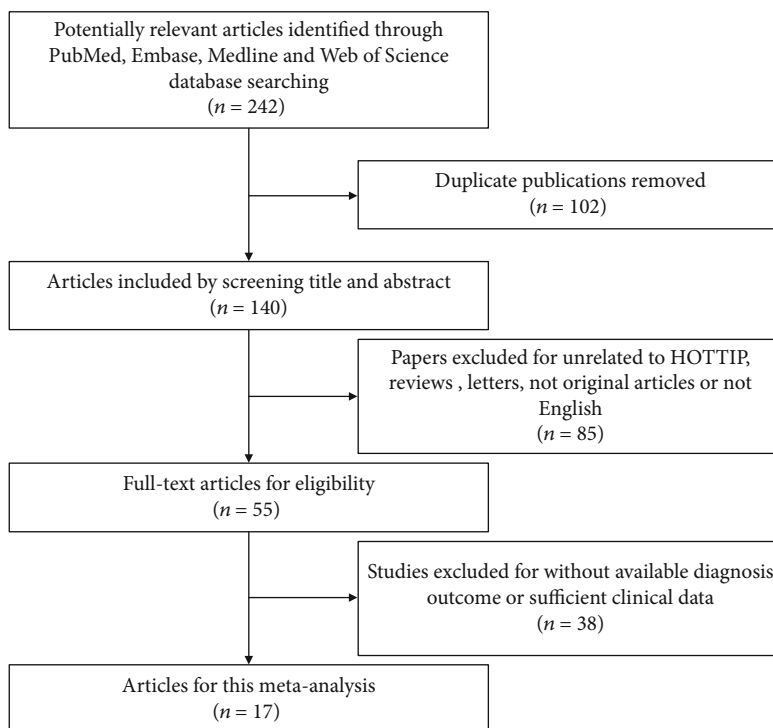 Potentially relevant articles identified through
PubMed, Embase, Medline and Web of Science
database searching
(n = 242)
Duplicate publications removed
(n = 102)
Articles included by screening title and abstract
(n = 140)
Papers excluded for unrelated to HOTTIP,
reviews , letters, not original articles or not
English
(n = 85)
Full-text articles for eligibility
(n = 55)
Studies excluded for without available diagnosis
outcome or sufficient clinical data
(n = 38)
Articles for this meta-analysis
(n = 17)